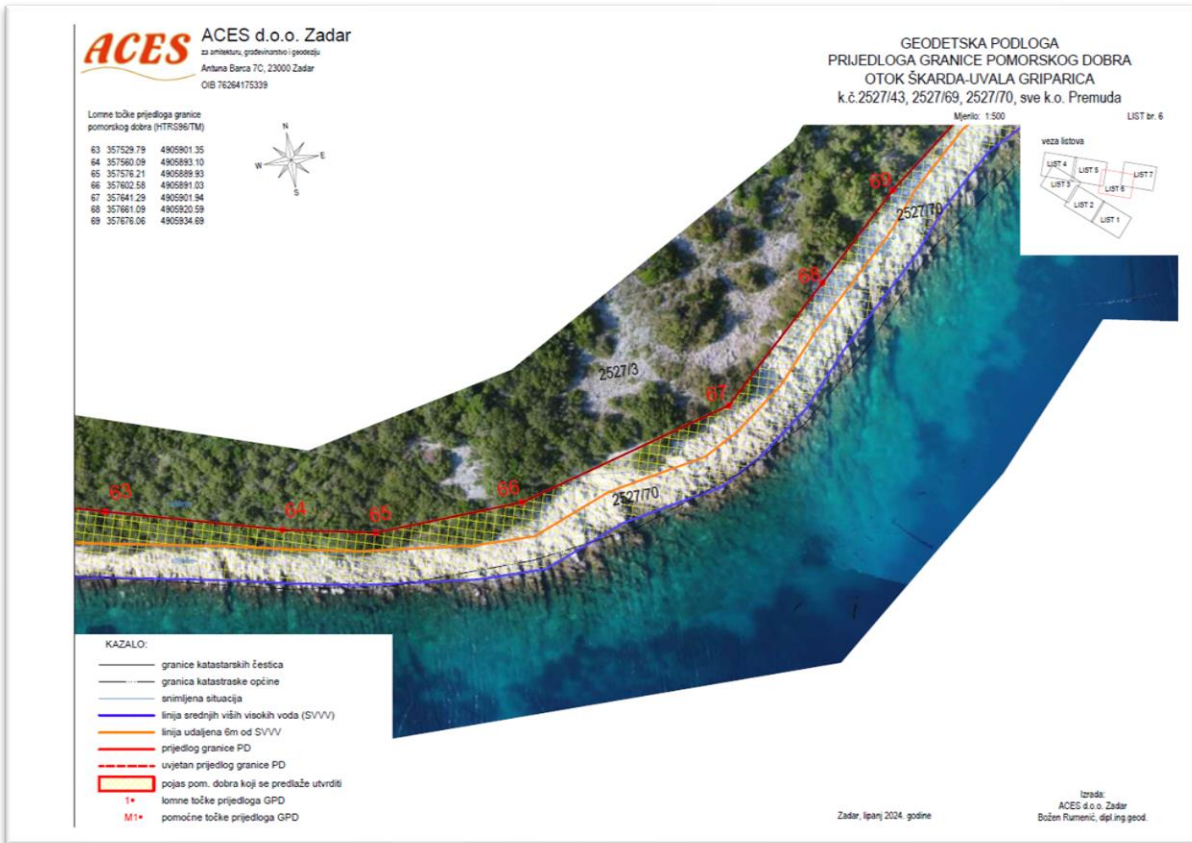 ACES
ACES d.o.o. Zadar
za arhitekturu, građevinarstvo i geodeziju
Antuna Barca 7C, 23000 Zadar
OIB 76264175339
GEODETSKA PODLOGA
PRIJEDLOGA GRANICE POMORSKOG DOBRA
OTOK ŠKARDA-UVALA GRIPARICA
k.č.2527/43, 2527/69, 2527/70, sve k.o. Premuda
Mjerilo: 1:500
LIST br. 6
Lomne točke prijedloga granice
pomorskog dobra (HTRS96/TM)
63 357529.79 4905901.35
64 357560.09 4905893.10
65 357576.21 4905889.93
66 357602.58 4905891.03
67 357641.29 4905901.94
68 357661.09 4905920.59
69 357676.06 4905934.69
N
W
E
S
veza listova
LIST 4
LIST 5
LIST 7
LIST 3
LIST 6
LIST 2
LIST 1
69
2527/70
68
2527/3
67
66
2527/70
63
64
65
KAZALO:
granice katastarskih čestica
granica katastraske općine
snimljena situacija
linija srednjih viših visokih voda (SVVV)
linija udaljena 6m od SVVV
prijedlog granice PD
uvjetan prijedlog granice PD
pojas pom. dobra koji se predlaže utvrditi
1 lomne točke prijedloga GPD
M1 pomoćne točke prijedloga GPD
Zadar, lipanj 2024. godine
Izrada:
ACES d.o.o. Zadar
Božen Rumenić, dipl.ing.geod.